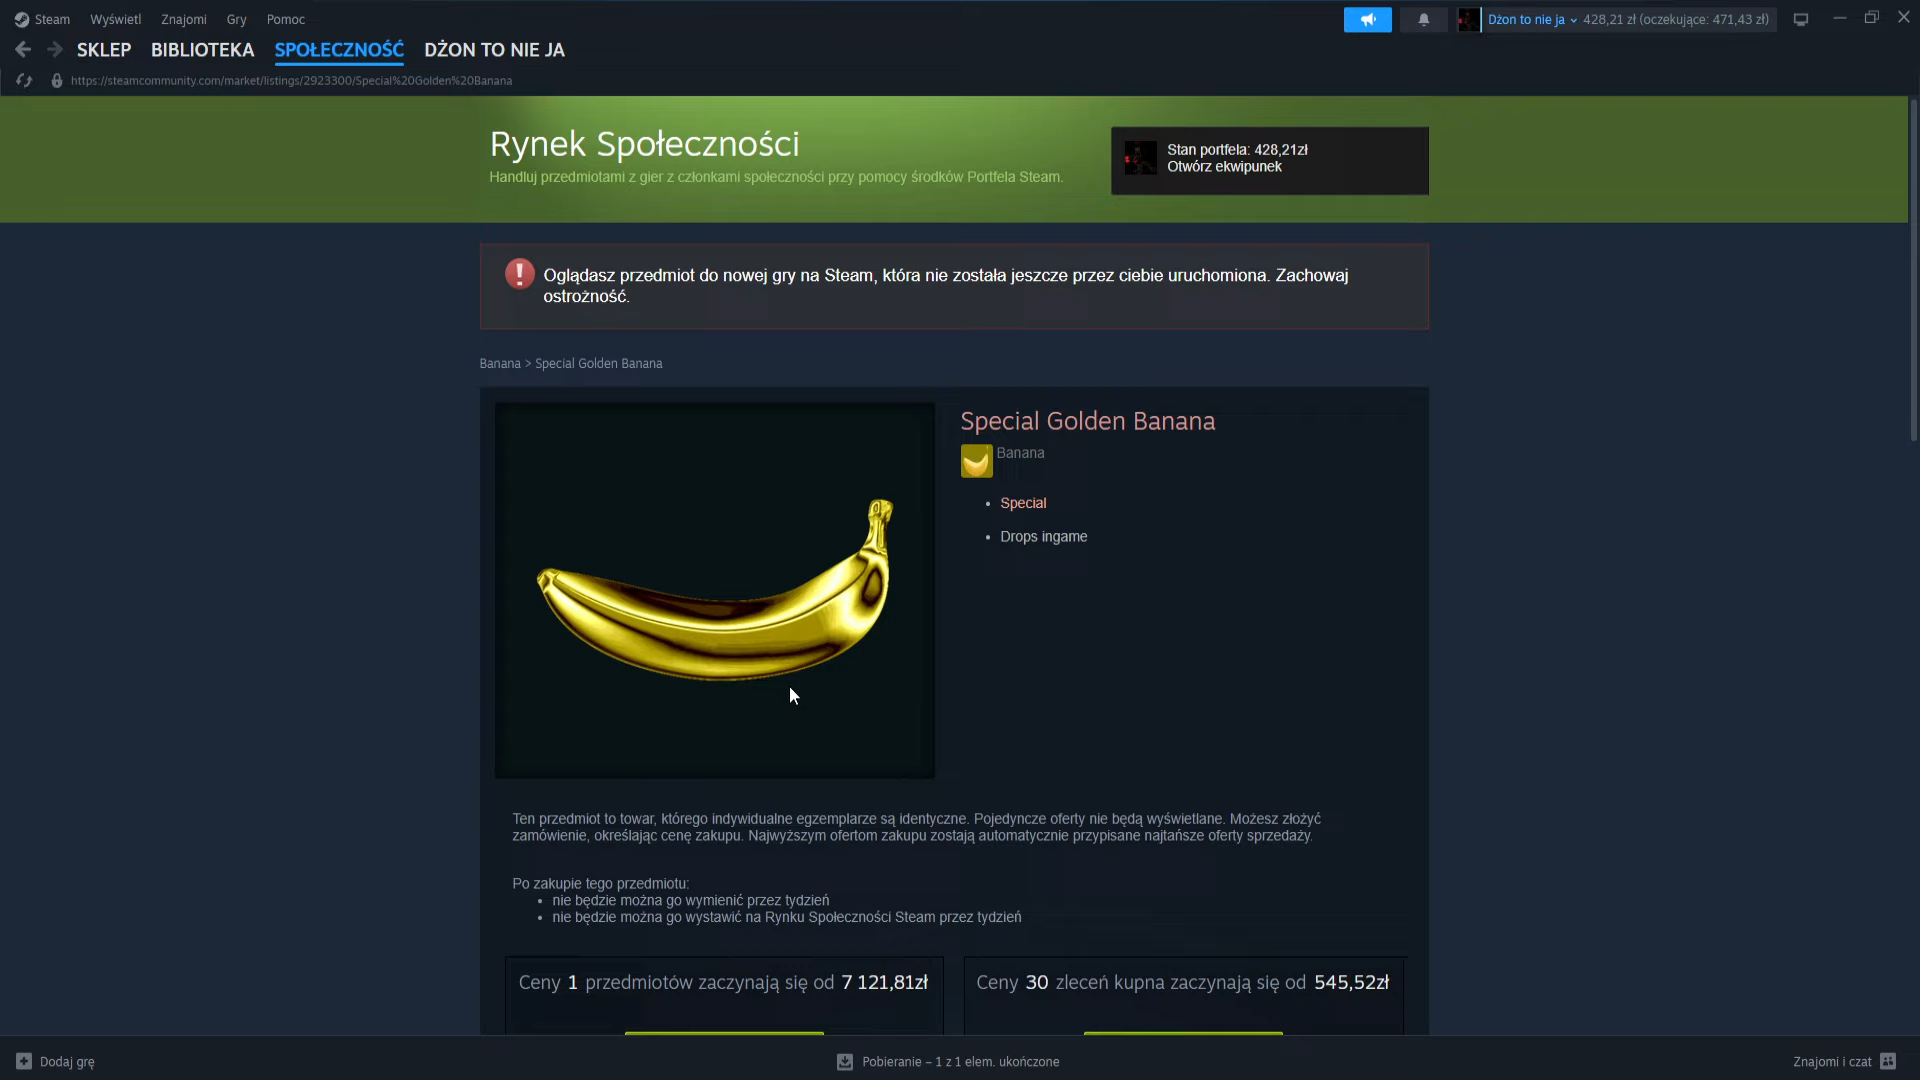 Steam Wyświetl Znajomi Gry Pomoc
Dżon to nie ja 428,21 zł (oczekujące: 471,43 zł)
SKLEP BIBLIOTEKA SPOŁECZNOŚĆ DŻON TO NIE JA
https://steamcommunity.com/market/listings/2923300/Special%20Golden%20Banana
Rynek Społeczności
Handluj przedmiotami z gier z członkami społeczności przy pomocy środków Portfela Steam.
Stan portfela: 428,21zł
Otwórz ekwipunek
Oglądasz przedmiot do nowej gry na Steam, która nie została jeszcze przez ciebie uruchomiona. Zachowaj
ostrożność.
Banana > Special Golden Banana
Special Golden Banana
Banana
• Special
• Drops ingame
Ten przedmiot to towar, którego indywidualne egzemplarze są identyczne. Pojedyncze oferty nie będą wyświetlane. Możesz złożyć
zamówienie, określając cenę zakupu. Najwyższym ofertom zakupu zostają automatycznie przypisane najtańsze oferty sprzedaży.
Po zakupie tego przedmiotu:
• nie będzie można go wymienić przez tydzień
• nie będzie można go wystawić na Rynku Społeczności Steam przez tydzień
Ceny 1 przedmiotów zaczynają się od 7 121,81zł
Ceny 30 zleceń kupna zaczynają się od 545,52zł
Dodaj grę
Pobieranie – 1 z 1 elem. ukończone
Znajomi i czat